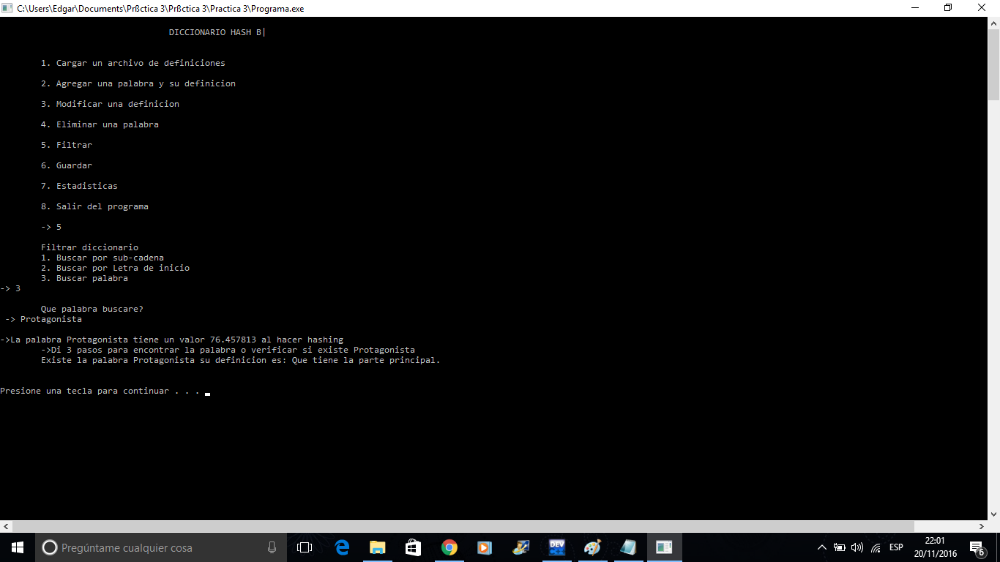 C:\Users\Edgar\Documents\Prßctica 3\Prßctica 3\Practica 3\Programa.exe
DICCIONARIO HASH B|
1. Cargar un archivo de definiciones
2. Agregar una palabra y su definicion
3. Modificar una definicion
4. Eliminar una palabra
5. Filtrar
6. Guardar
7. Estadisticas
8. Salir del programa
-> 5
Filtrar diccionario
1. Buscar por sub-cadena
2. Buscar por Letra de inicio
3. Buscar palabra
-> 3
Que palabra buscare?
-> Protagonista
->La palabra Protagonista tiene un valor 76.457813 al hacer hashing
->Di 3 pasos para encontrar la palabra o verificar si existe Protagonista
Existe la palabra Protagonista su definicion es: Que tiene la parte principal.
Presione una tecla para continuar . . .
Pregúntame cualquier cosa
DEV
ESP
22:01
20/11/2016
6